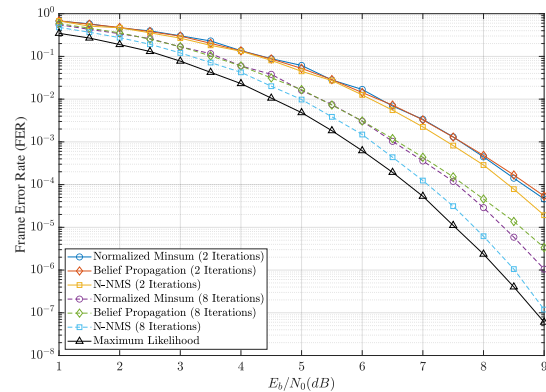 10^0
10^-1
10^-2
10^-3
10^-4
10^-5
10^-6
10^-7
10^-8
Frame Error Rate (FER)
Normalized Minsum (2 Iterations)
Belief Propagation (2 Iterations)
N-NMS (2 Iterations)
Normalized Minsum (8 Iterations)
Belief Propagation (8 Iterations)
N-NMS (8 Iterations)
Maximum Likelihood
1 2 3 4 5 6 7 8 9
E_b/N_0(dB)